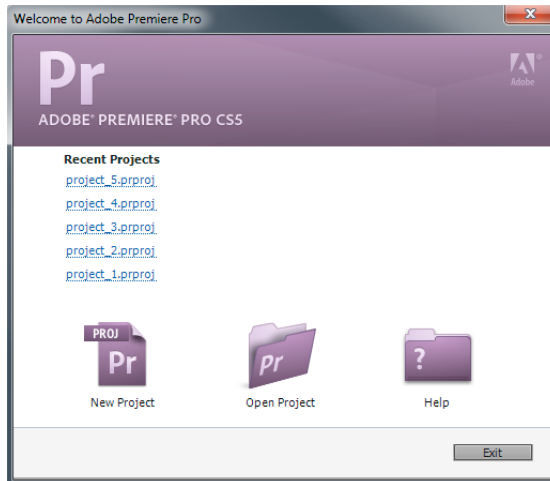 Welcome to Adobe Premiere Pro
x
Pr
Adobe
ADOBE® PREMIERE® PRO CS5
Recent Projects
project_5.prproj
project_4.prproj
project_3.prproj
project_2.prproj
project_1.prproj
PROJ
Pr
Pr
?
New Project
Open Project
Help
Exit